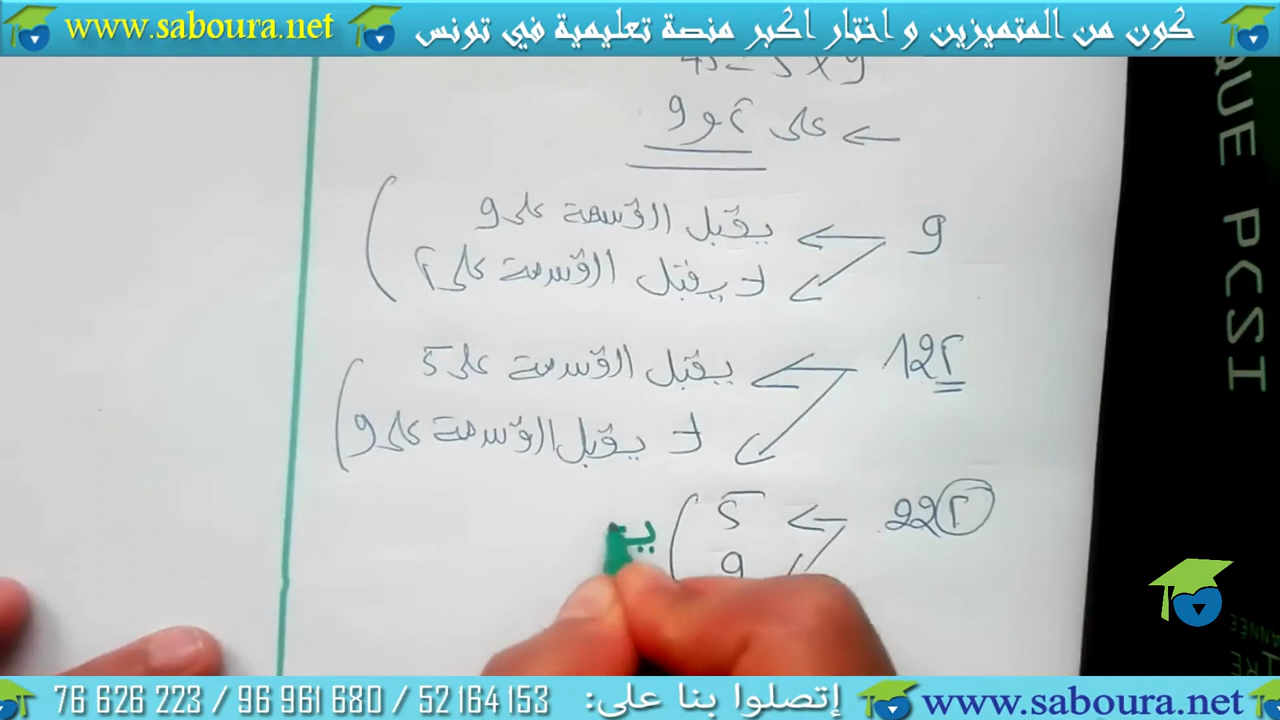 www.saboura.net كون من المتميزين و اختار اكبر منصة تعليمية في تونس
45 = 5 x 9
← على 5 و 9
9 ← يقبل القسمة على 9
← لا يقبل القسمة على 5
125 ← يقبل القسمة على 5
← لا يقبل القسمة على 9
225 ← 5
← 9
يق
QUE PCSI
ANNÉE
إتصلوا بنا على: 76 626 223 / 96 961 680 / 52 164 153 www.saboura.net